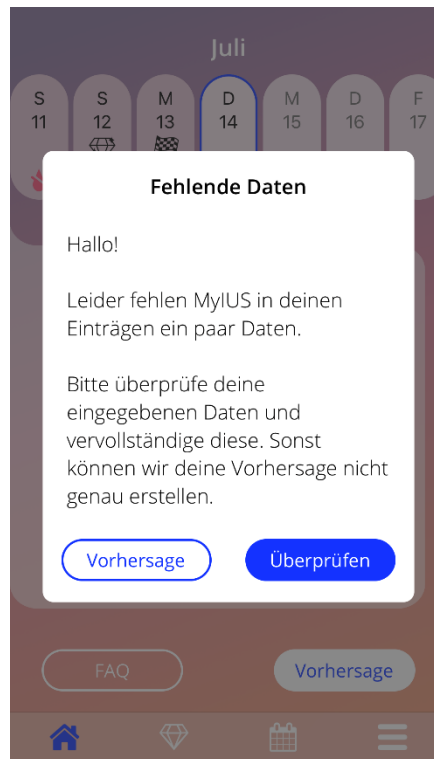 Juli
S S M D M D F
11 12 13 14 15 16 17
Fehlende Daten
Hallo!
Leider fehlen MyIUS in deinen
Einträgen ein paar Daten.
Bitte überprüfe deine
eingegebenen Daten und
vervollständige diese. Sonst
können wir deine Vorhersage nicht
genau erstellen.
Vorhersage Überprüfen
FAQ Vorhersage